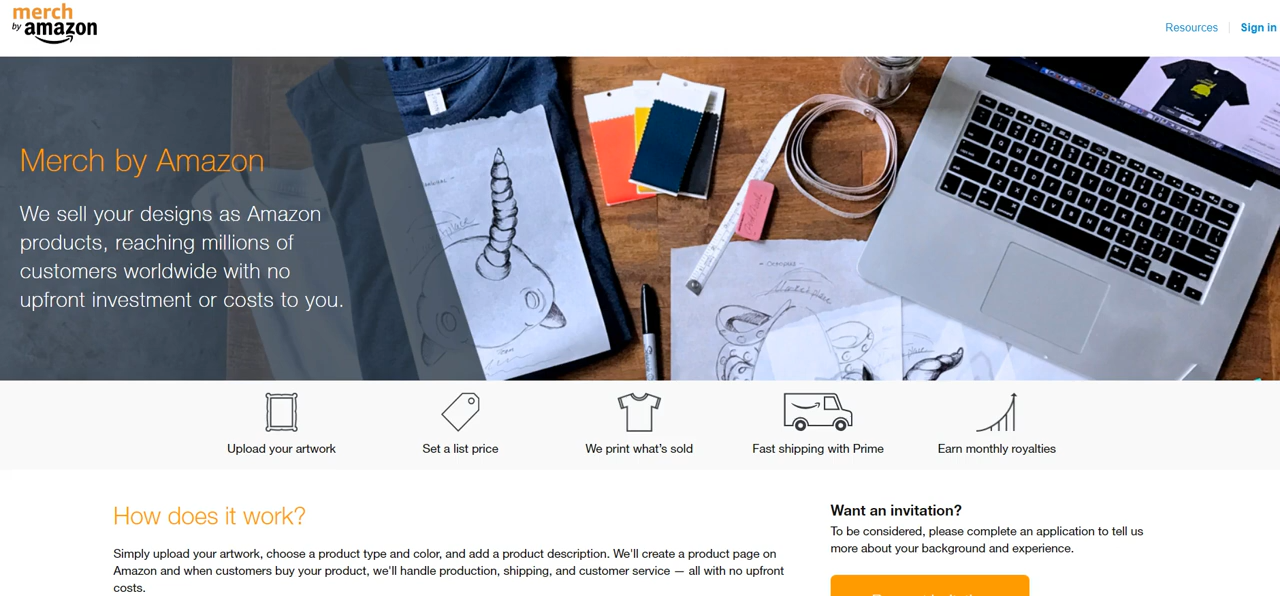 merch
by amazon
Resources
Sign in
Merch by Amazon
We sell your designs as Amazon
products, reaching millions of
customers worldwide with no
upfront investment or costs to you.
Upload your artwork
Set a list price
We print what's sold
Fast shipping with Prime
Earn monthly royalties
How does it work?
Simply upload your artwork, choose a product type and color, and add a product description. We'll create a product page on
Amazon and when customers buy your product, we'll handle production, shipping, and customer service — all with no upfront
costs.
Want an invitation?
To be considered, please complete an application to tell us
more about your background and experience.